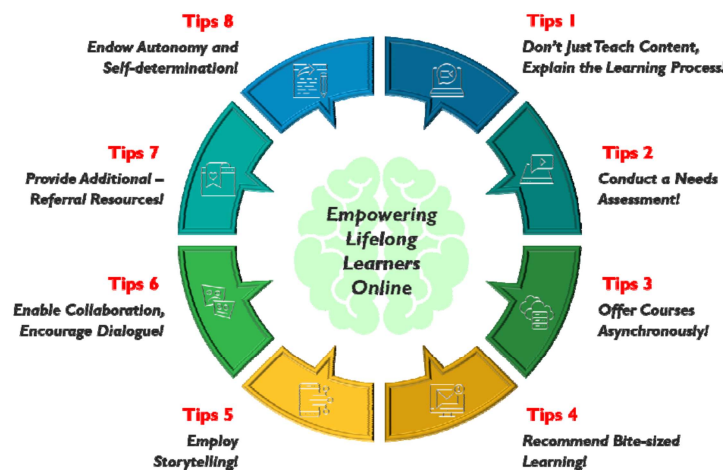 Tips 1
Don't Just Teach Content,
Explain the Learning Process!
Tips 2
Conduct a Needs
Assessment!
Tips 3
Offer Courses
Asynchronously!
Tips 4
Recommend Bite-sized
Learning!
Tips 5
Employ
Storytelling!
Tips 6
Enable Collaboration,
Encourage Dialogue!
Tips 7
Provide Additional –
Referral Resources!
Tips 8
Endow Autonomy and
Self-determination!
Empowering
Lifelong
Learners
Online